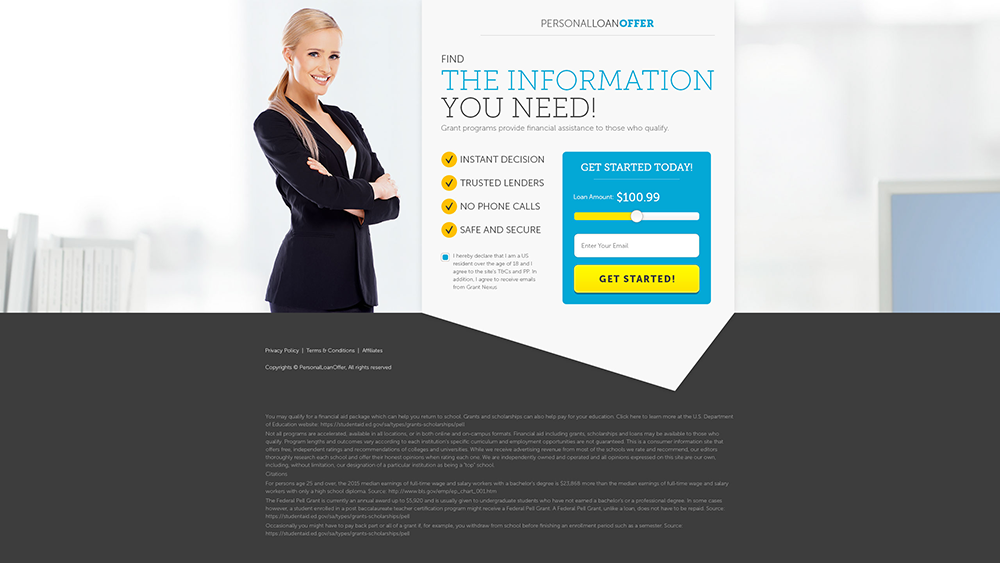 PERSONALLOANOFFER
FIND
THE INFORMATION
YOU NEED!
Grant programs provide financial assistance to those who qualify.
INSTANT DECISION
TRUSTED LENDERS
NO PHONE CALLS
SAFE AND SECURE
I hereby declare that I am a US
resident over the age of 18 and I
agree to the site's T&Cs and PP. In
addition, I agree to receive emails
from Grant Nexus
GET STARTED TODAY!
Loan Amount: $100.99
Enter Your Email
GET STARTED!
Privacy Policy | Terms & Conditions | Affiliates
Copyrights © PersonalLoanOffer, All rights reserved
You may qualify for a financial aid package which can help you return to school. Grants and scholarships can also help pay for your education. Click here to learn more at the U.S. Department
of Education website: https://studentaid.ed.gov/sa/types/grants-scholarships/pell
Not all programs are accelerated, available in all locations, or in both online and on-campus formats. Financial aid including grants, scholarships and loans may be available to those who
qualify. Program lengths and outcomes vary according to each institution's specific curriculum and employment opportunities are not guaranteed. This is a consumer information site that
offers free, independent ratings and recommendations of colleges and universities. While we receive advertising revenue from most of the schools we rate and recommend, our editors
thoroughly research each school and offer their honest opinions when rating each one. We are independently owned and operated and all opinions expressed on this site are our own,
including, without limitation, our designation of a particular institution as being a "top" school.
Citations
For persons age 25 and over, the 2015 median earnings of full-time wage and salary workers with a bachelor's degree is $23,868 more than the median earnings of full-time wage and salary
workers with only a high school diploma. Source: http://www.bls.gov/emp/ep_chart_001.htm
The Federal Pell Grant is currently an annual award up to $5,920 and is usually given to undergraduate students who have not earned a bachelor's or a professional degree. In some cases
however, a student enrolled in a post baccalaureate teacher certification program might receive a Federal Pell Grant. A Federal Pell Grant, unlike a loan, does not have to be repaid. Source:
https://studentaid.ed.gov/sa/types/grants-scholarships/pell
Occasionally you might have to pay back part or all of a grant if, for example, you withdraw from school before finishing an enrollment period such as a semester. Source:
https://studentaid.ed.gov/sa/types/grants-scholarships/pell